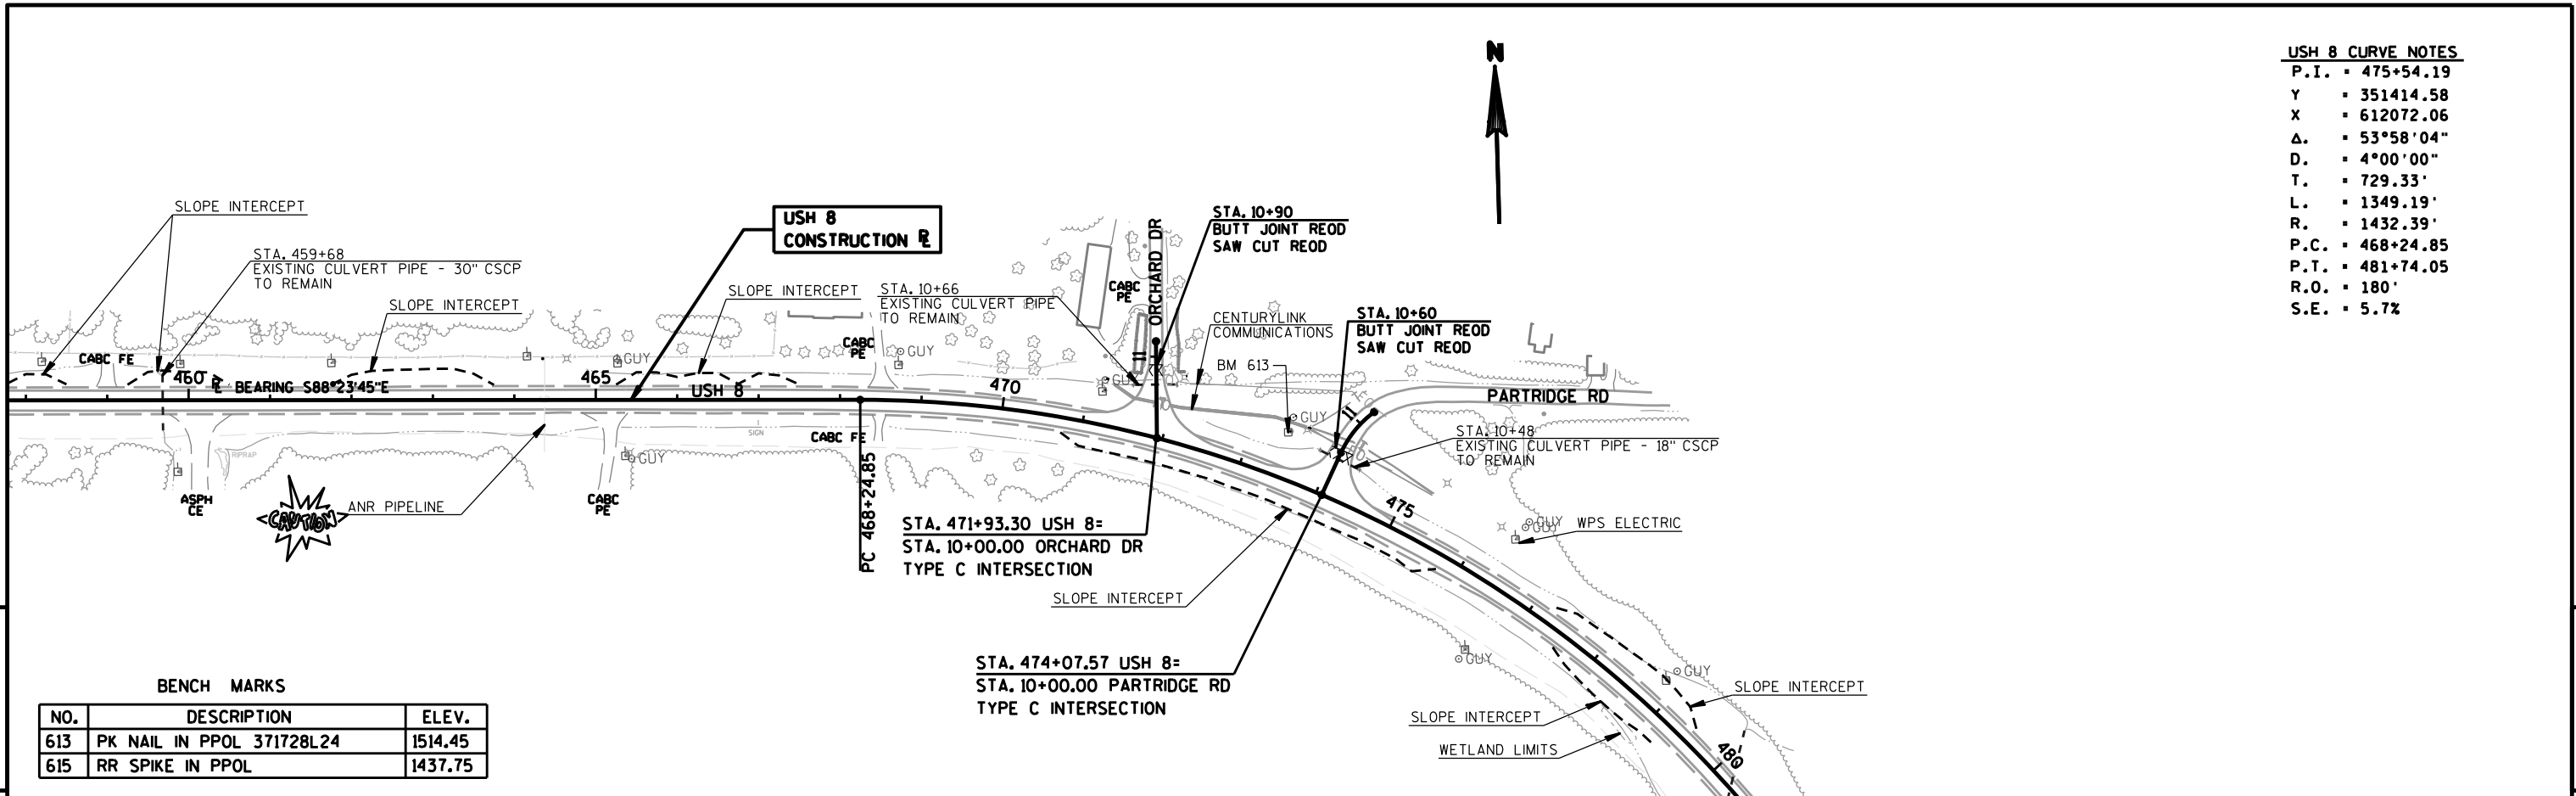 N
USH 8 CURVE NOTES
P.I. = 475+54.19
Y = 351414.58
X = 612072.06
Δ. = 53°58'04"
D. = 4°00'00"
T. = 729.33'
L. = 1349.19'
R. = 1432.39'
P.C. = 468+24.85
P.T. = 481+74.05
R.O. = 180'
S.E. = 5.7%
SLOPE INTERCEPT
STA. 459+68
EXISTING CULVERT PIPE - 30" CSCP
TO REMAIN
SLOPE INTERCEPT
USH 8
CONSTRUCTION RL
SLOPE INTERCEPT
STA. 10+66
EXISTING CULVERT PIPE
TO REMAIN
CABC
PE
ORCHARD DR
STA. 10+90
BUTT JOINT REQD
SAW CUT REQD
CENTURYLINK
COMMUNICATIONS
STA. 10+60
BUTT JOINT REQD
SAW CUT REQD
BM 613
CABC FE
GUY
CABC
PE
GUY
GUY
11
460
RL BEARING S88°23'45"E
465
USH 8
470
10
GUY
11
PARTRIDGE RD
STA. 10+48
EXISTING CULVERT PIPE - 18" CSCP
TO REMAIN
10
SIGN
CABC FE
RIPRAP
GUY
ASPH
CE
CAUTION
ANR PIPELINE
CABC
PE
PC 468+24.85
STA. 471+93.30 USH 8=
STA. 10+00.00 ORCHARD DR
TYPE C INTERSECTION
475
GUY
GUY
WPS ELECTRIC
SLOPE INTERCEPT
STA. 474+07.57 USH 8=
STA. 10+00.00 PARTRIDGE RD
TYPE C INTERSECTION
GUY
GUY
SLOPE INTERCEPT
SLOPE INTERCEPT
WETLAND LIMITS
480
BENCH MARKS
NO. DESCRIPTION ELEV.
613 PK NAIL IN PPOL 371728L24 1514.45
615 RR SPIKE IN PPOL 1437.75